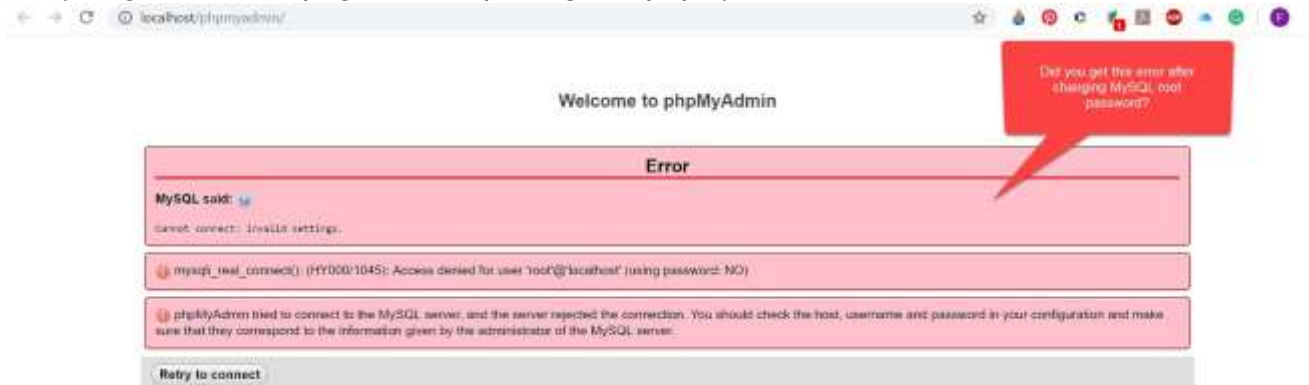 localhost/phpmyadmin/
Did you get this error after
changing MySQL root
password?
Welcome to phpMyAdmin
Error
MySQL said:
Cannot connect: invalid settings.
mysqli_real_connect(): (HY000/1045): Access denied for user 'root'@'localhost' (using password: NO)
phpMyAdmin tried to connect to the MySQL server, and the server rejected the connection. You should check the host, username and password in your configuration and make
sure that they correspond to the information given by the administrator of the MySQL server.
Retry to connect